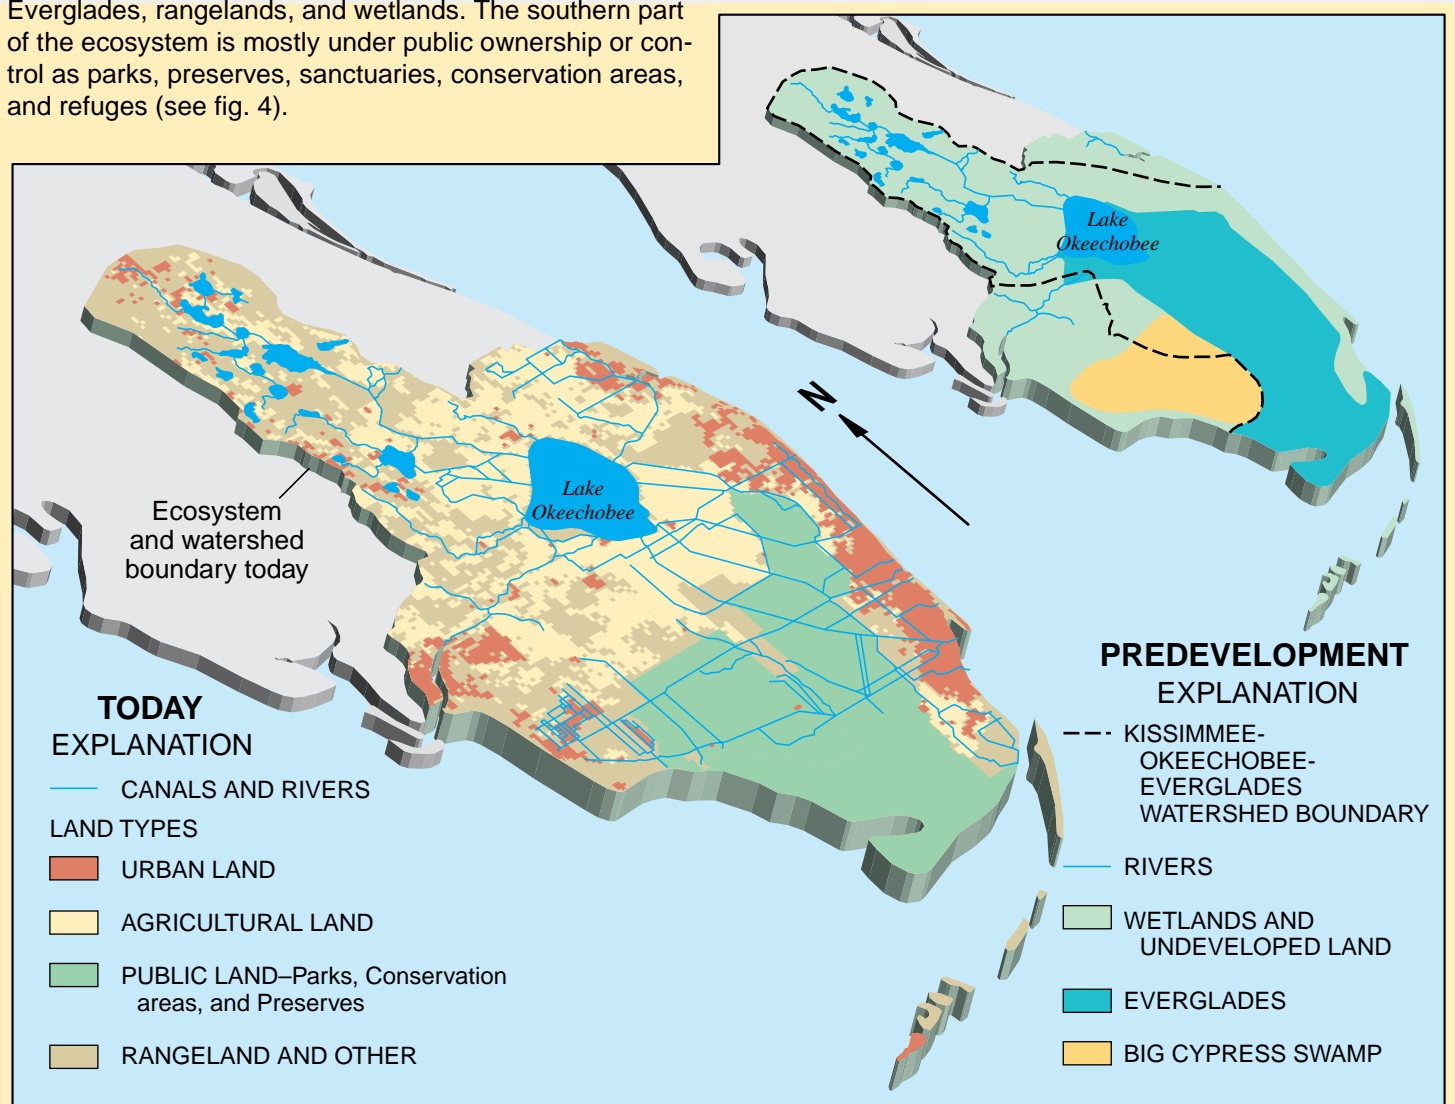 Everglades, rangelands, and wetlands. The southern part
of the ecosystem is mostly under public ownership or con-
trol as parks, preserves, sanctuaries, conservation areas,
and refuges (see fig. 4).
Lake
Okeechobee
N
Lake
Okeechobee
Ecosystem
and watershed
boundary today
TODAY
EXPLANATION
CANALS AND RIVERS
LAND TYPES
URBAN LAND
AGRICULTURAL LAND
PUBLIC LAND–Parks, Conservation
areas, and Preserves
RANGELAND AND OTHER
PREDEVELOPMENT
EXPLANATION
KISSIMMEE-
OKEECHOBEE-
EVERGLADES
WATERSHED BOUNDARY
RIVERS
WETLANDS AND
UNDEVELOPED LAND
EVERGLADES
BIG CYPRESS SWAMP